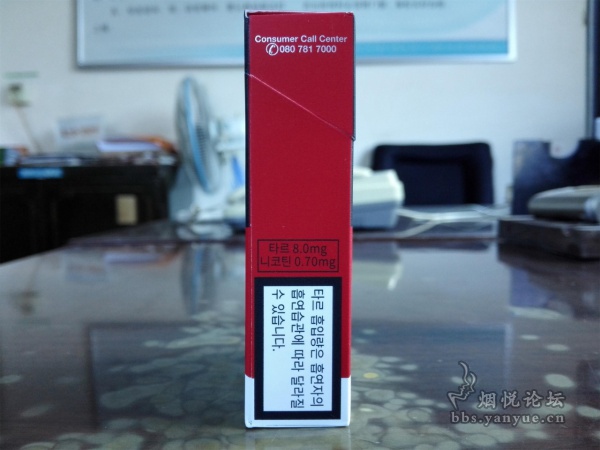 Consumer Call Center
✆080 781 7000
타르 8.0mg
니코틴 0.70mg
타르 흡입량은 흡연자의
흡연습관에 따라 달라질
수 있습니다.
烟悦论坛
bbs.yanyue.cn